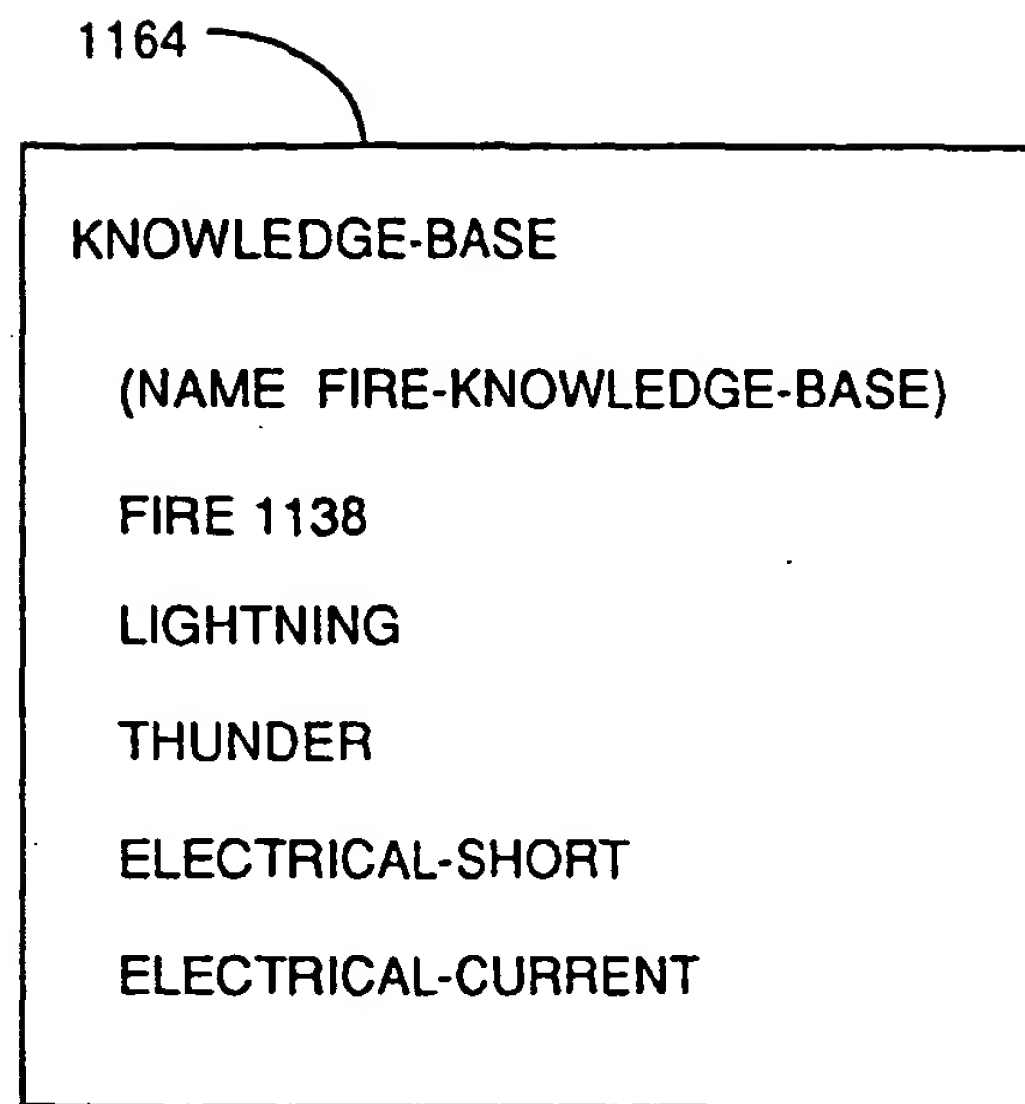 1164
KNOWLEDGE-BASE
(NAME FIRE-KNOWLEDGE-BASE)
FIRE 1138
LIGHTNING
THUNDER
ELECTRICAL-SHORT
ELECTRICAL-CURRENT